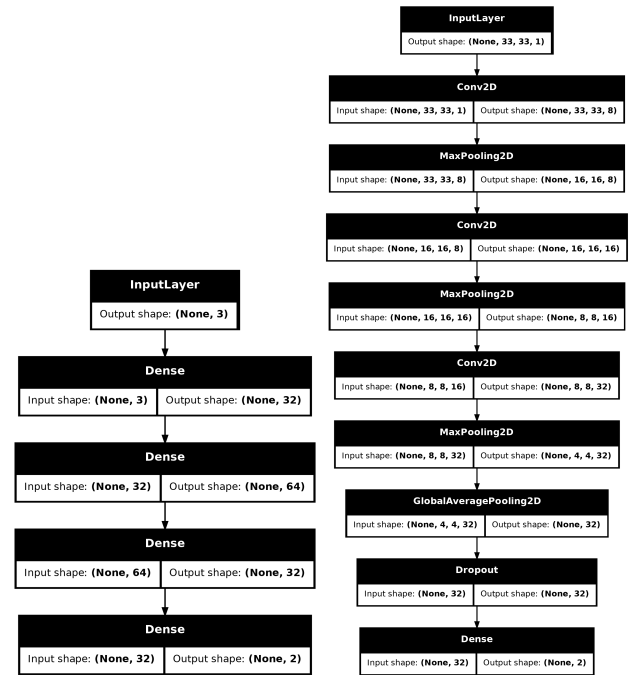 InputLayer
Output shape: (None, 3)
Dense
Input shape: (None, 3) Output shape: (None, 32)
Dense
Input shape: (None, 32) Output shape: (None, 64)
Dense
Input shape: (None, 64) Output shape: (None, 32)
Dense
Input shape: (None, 32) Output shape: (None, 2)
InputLayer
Output shape: (None, 33, 33, 1)
Conv2D
Input shape: (None, 33, 33, 1) Output shape: (None, 33, 33, 8)
MaxPooling2D
Input shape: (None, 33, 33, 8) Output shape: (None, 16, 16, 8)
Conv2D
Input shape: (None, 16, 16, 8) Output shape: (None, 16, 16, 16)
MaxPooling2D
Input shape: (None, 16, 16, 16) Output shape: (None, 8, 8, 16)
Conv2D
Input shape: (None, 8, 8, 16) Output shape: (None, 8, 8, 32)
MaxPooling2D
Input shape: (None, 8, 8, 32) Output shape: (None, 4, 4, 32)
GlobalAveragePooling2D
Input shape: (None, 4, 4, 32) Output shape: (None, 32)
Dropout
Input shape: (None, 32) Output shape: (None, 32)
Dense
Input shape: (None, 32) Output shape: (None, 2)